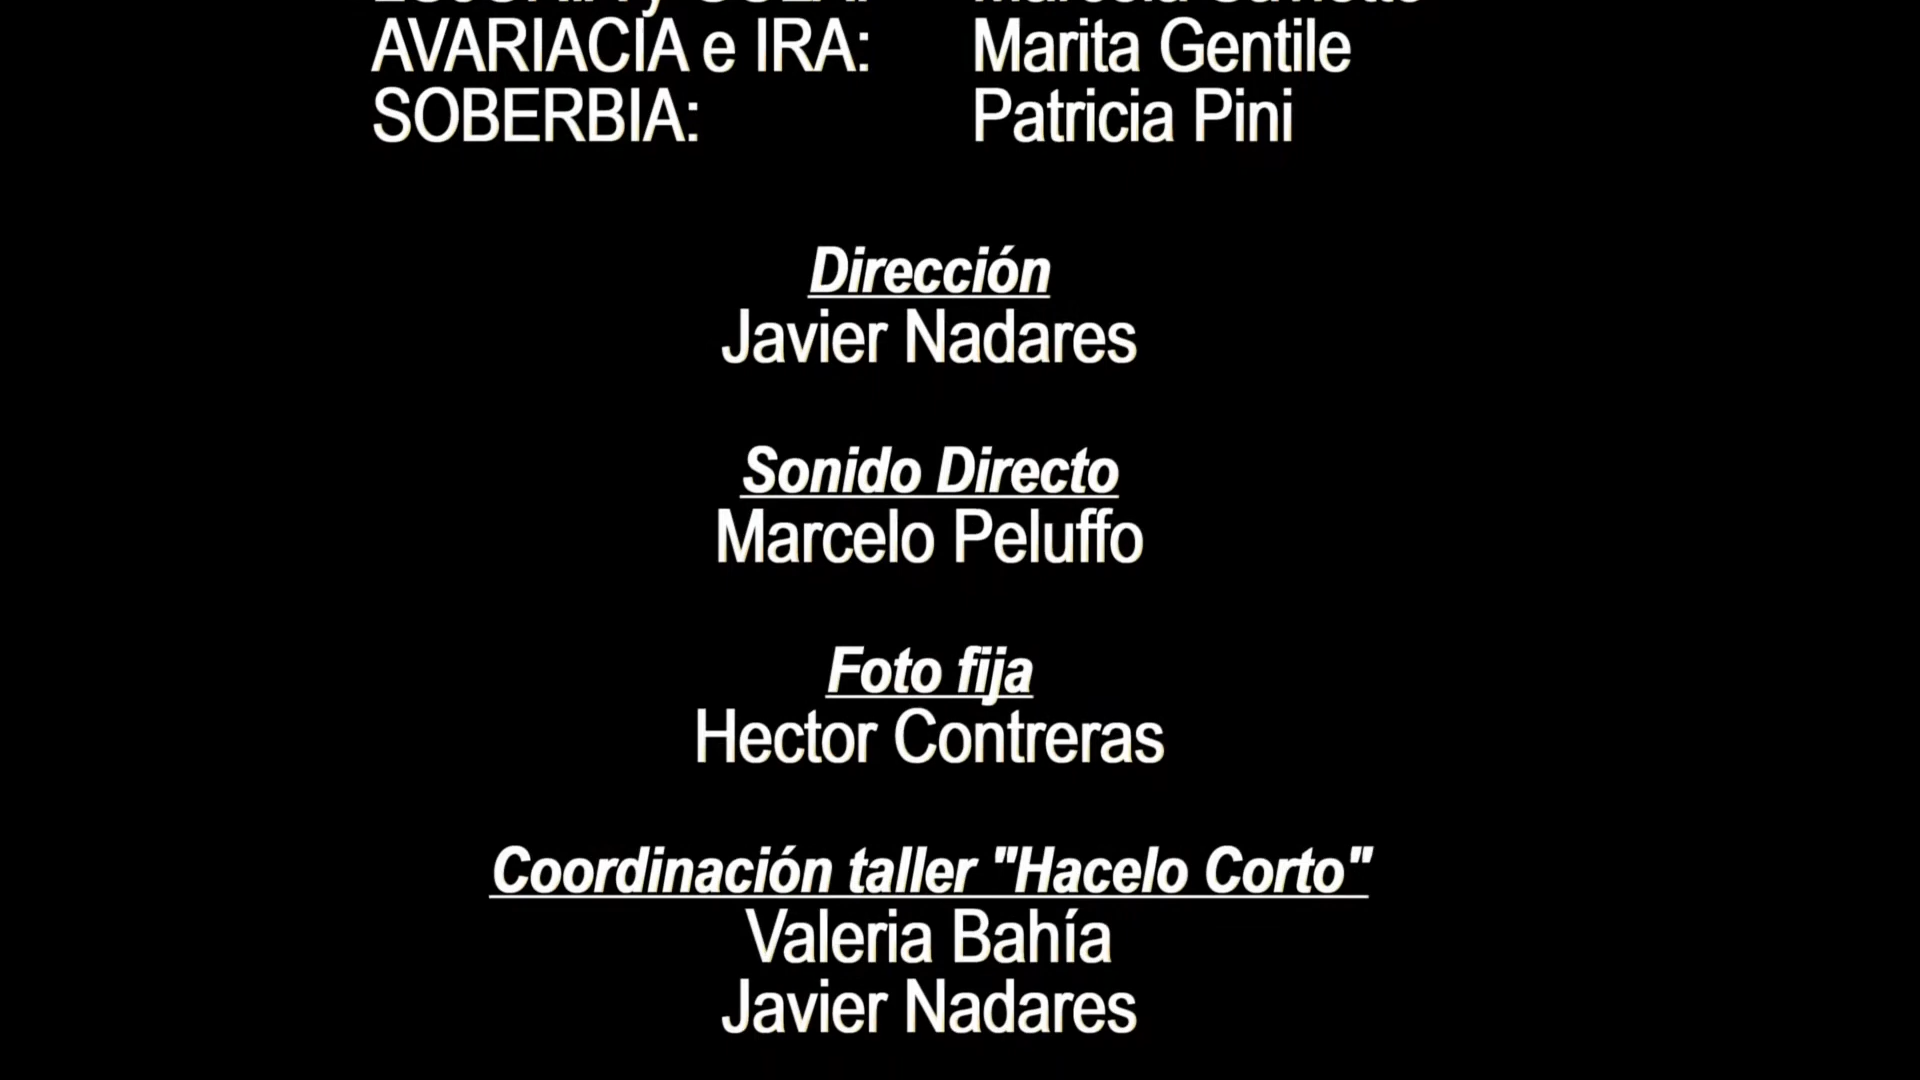 AVARIACIA e IRA: Marita Gentile
SOBERBIA: Patricia Pini
Dirección
Javier Nadares
Sonido Directo
Marcelo Peluffo
Foto fija
Hector Contreras
Coordinación taller "Hacelo Corto"
Valeria Bahía
Javier Nadares